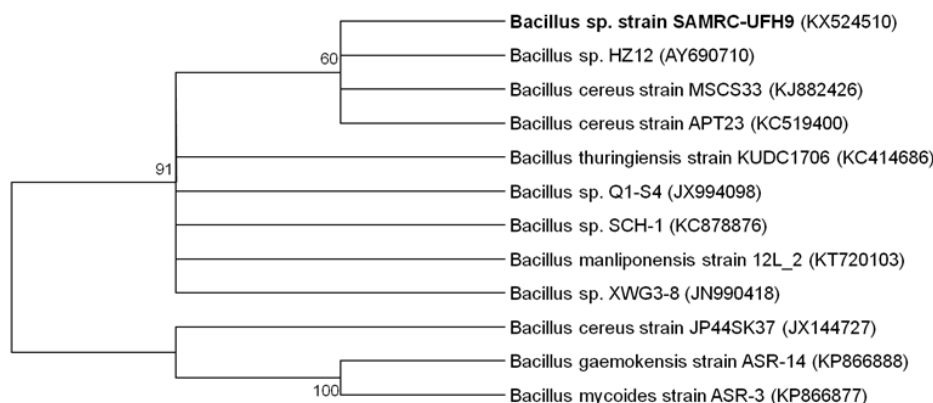 Bacillus sp. strain SAMRC-UFH9 (KX524510)
60
Bacillus sp. HZ12 (AY690710)
Bacillus cereus strain MSCS33 (KJ882426)
Bacillus cereus strain APT23 (KC519400)
91
Bacillus thuringiensis strain KUDC1706 (KC414686)
Bacillus sp. Q1-S4 (JX994098)
Bacillus sp. SCH-1 (KC878876)
Bacillus manliponensis strain 12L_2 (KT720103)
Bacillus sp. XWG3-8 (JN990418)
Bacillus cereus strain JP44SK37 (JX144727)
Bacillus gaemokensis strain ASR-14 (KP866888)
100
Bacillus mycoides strain ASR-3 (KP866877)